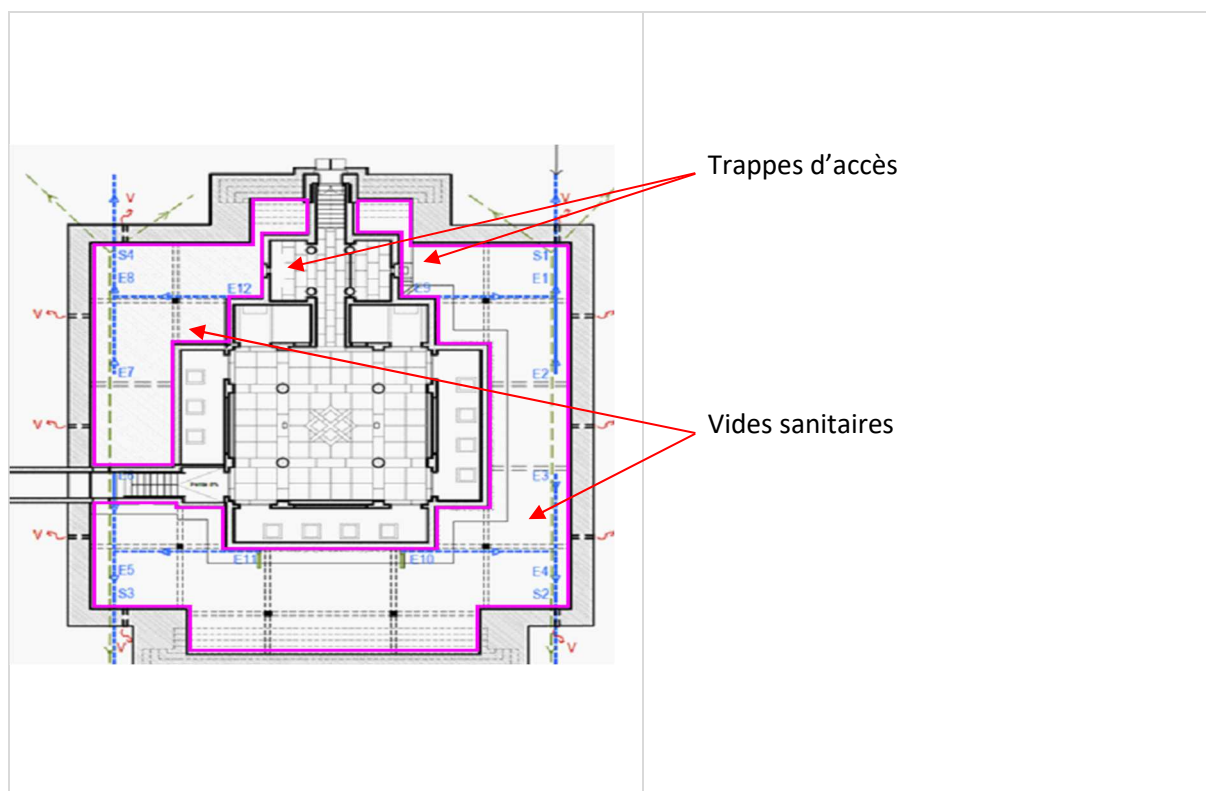 Trappes d’accès
V
V
S4
S1
E8
E1
E12
E9
V
V
E7
E2
V
V
E6
E3
V
V
E11
E10
E5
E4
S3
S2
V
V
Vides sanitaires